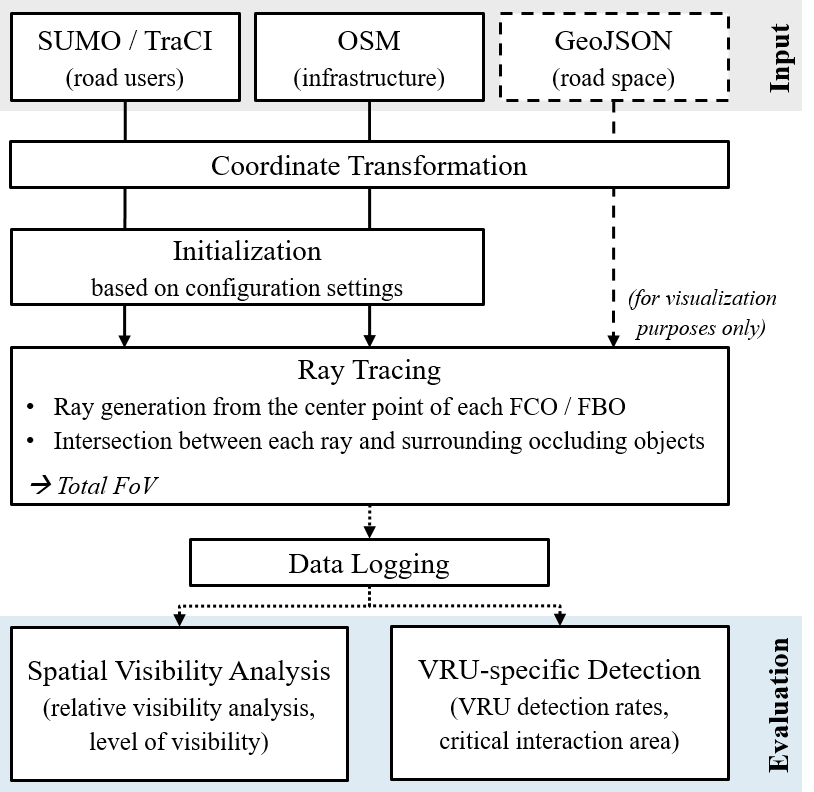 SUMO / TraCI
(road users)
OSM
(infrastructure)
GeoJSON
(road space)
Input
Coordinate Transformation
Initialization
based on configuration settings
(for visualization
purposes only)
Ray Tracing
• Ray generation from the center point of each FCO / FBO
• Intersection between each ray and surrounding occluding objects
→ Total FoV
Data Logging
Spatial Visibility Analysis
(relative visibility analysis,
level of visibility)
VRU-specific Detection
(VRU detection rates,
critical interaction area)
Evaluation